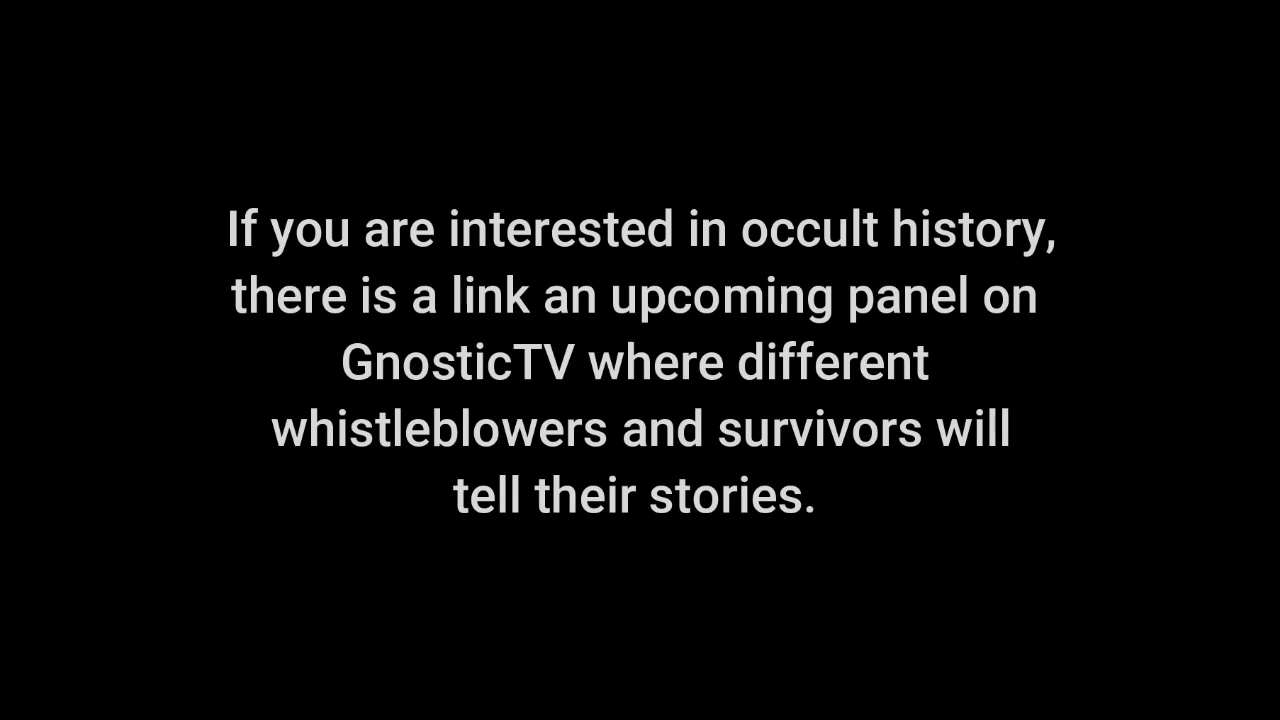 If you are interested in occult history,
there is a link an upcoming panel on
GnosticTV where different
whistleblowers and survivors will
tell their stories.